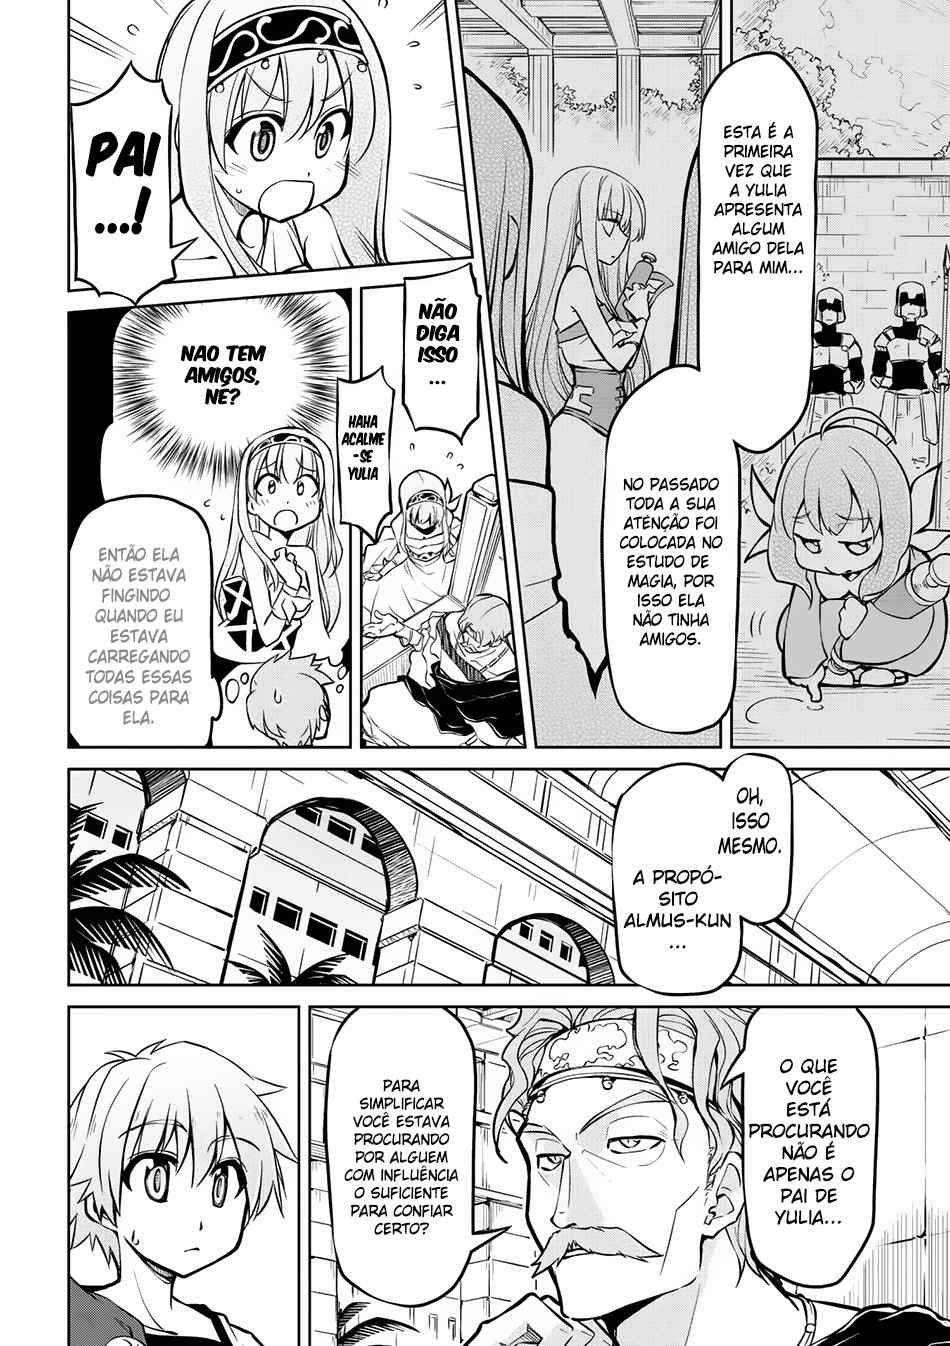 ESTA É A
PRIMEIRA
VEZ QUE
A YULIA
APRESENTA
ALGUM
AMIGO DELA
PARA MIM...
NO PASSADO
TODA A SUA
ATENÇÃO FOI
COLOCADA NO
ESTUDO DE
MAGIA, POR
ISSO ELA
NÃO TINHA
AMIGOS.
PAI
...!
NÃO
DIGA
ISSO
...
HAHA
ACALME
-SE
YULIA
NAO TEM
AMIGOS,
NE?
ENTÃO ELA
NÃO ESTAVA
FINGINDO
QUANDO EU
ESTAVA
CARREGANDO
TODAS ESSAS
COISAS PARA
ELA.
OH,
ISSO
MESMO.
A PROPÓ-
SITO
ALMUS-KUN
...
O QUE
VOCÊ
ESTÁ
PROCURANDO
NÃO É
APENAS O
PAI DE
YULIA...
PARA
SIMPLIFICAR
VOCÊ ESTAVA
PROCURANDO
POR ALGUEM
COM INFLUÊNCIA
O SUFICIENTE
PARA CONFIAR
CERTO?